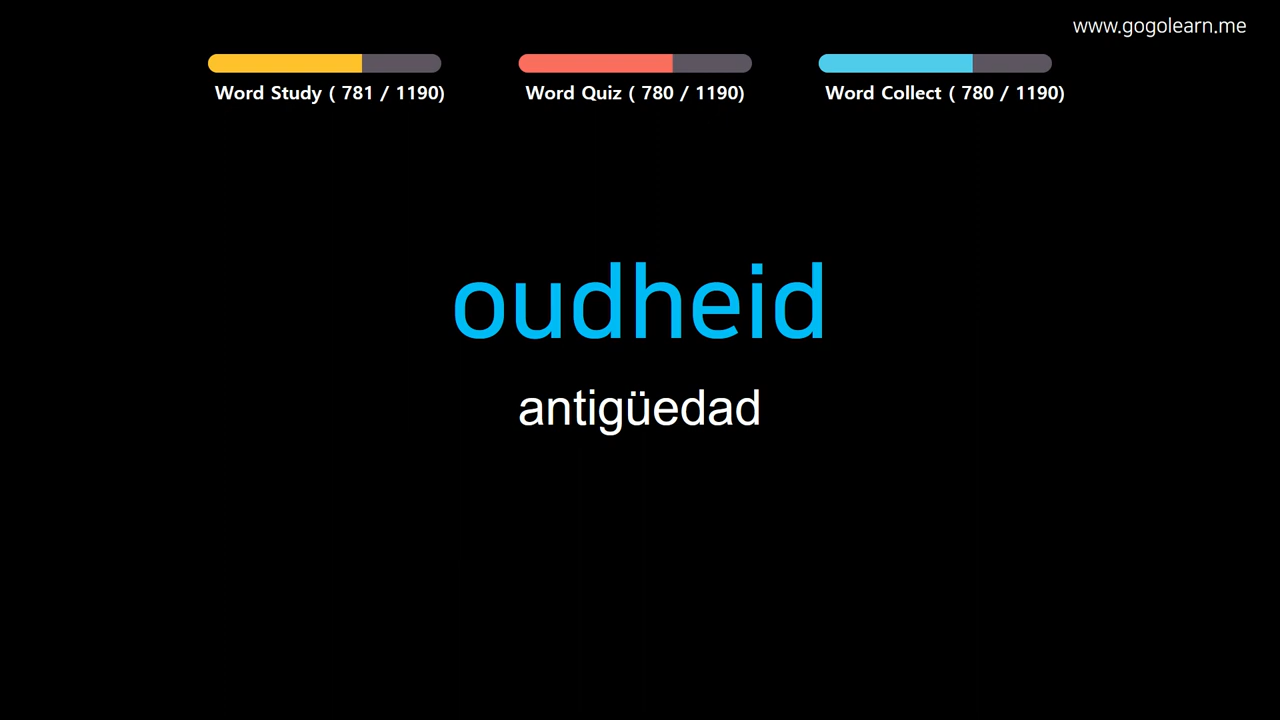 www.gogolearn.me
Word Study ( 781 / 1190)
Word Quiz ( 780 / 1190)
Word Collect ( 780 / 1190)
oudheid
antigüedad